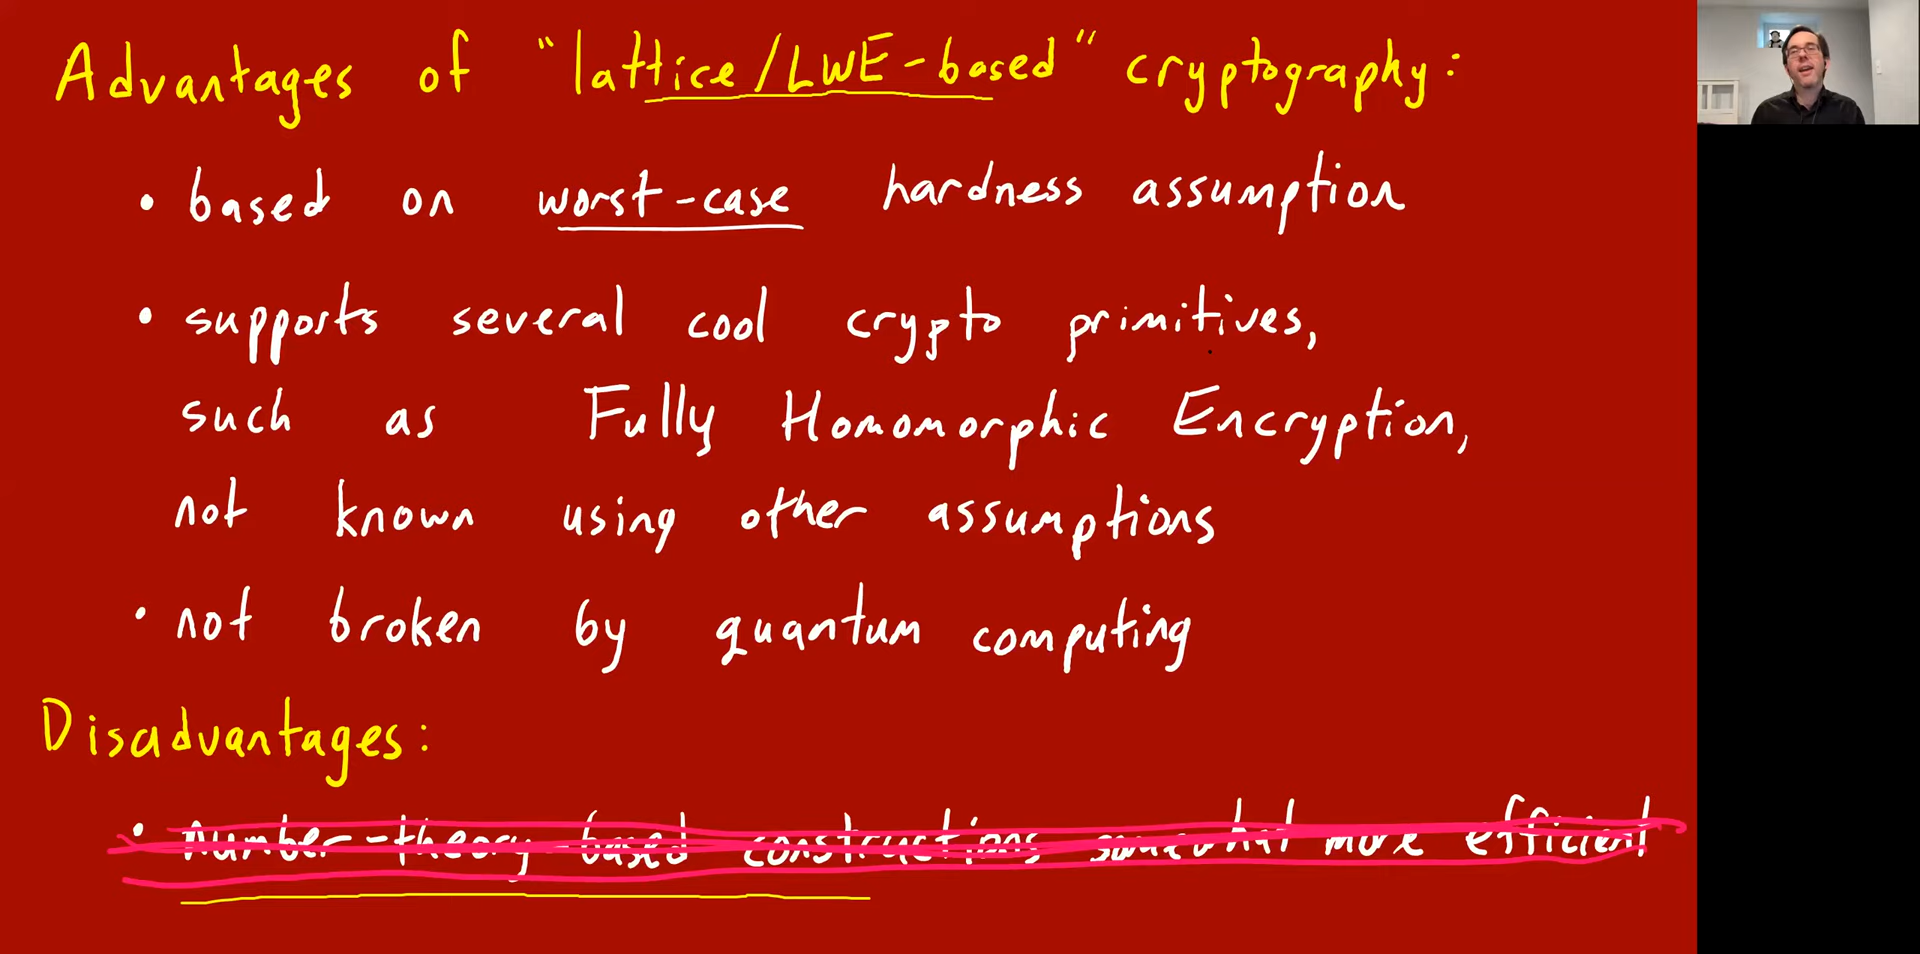 Advantages of "lattice/LWE-based" cryptography:
• based on worst-case hardness assumption
• supports several cool crypto primitives,
such as Fully Homomorphic Encryption,
not known using other assumptions
• not broken by quantum computing
Disadvantages:
• number-theory-based constructions somewhat more efficient